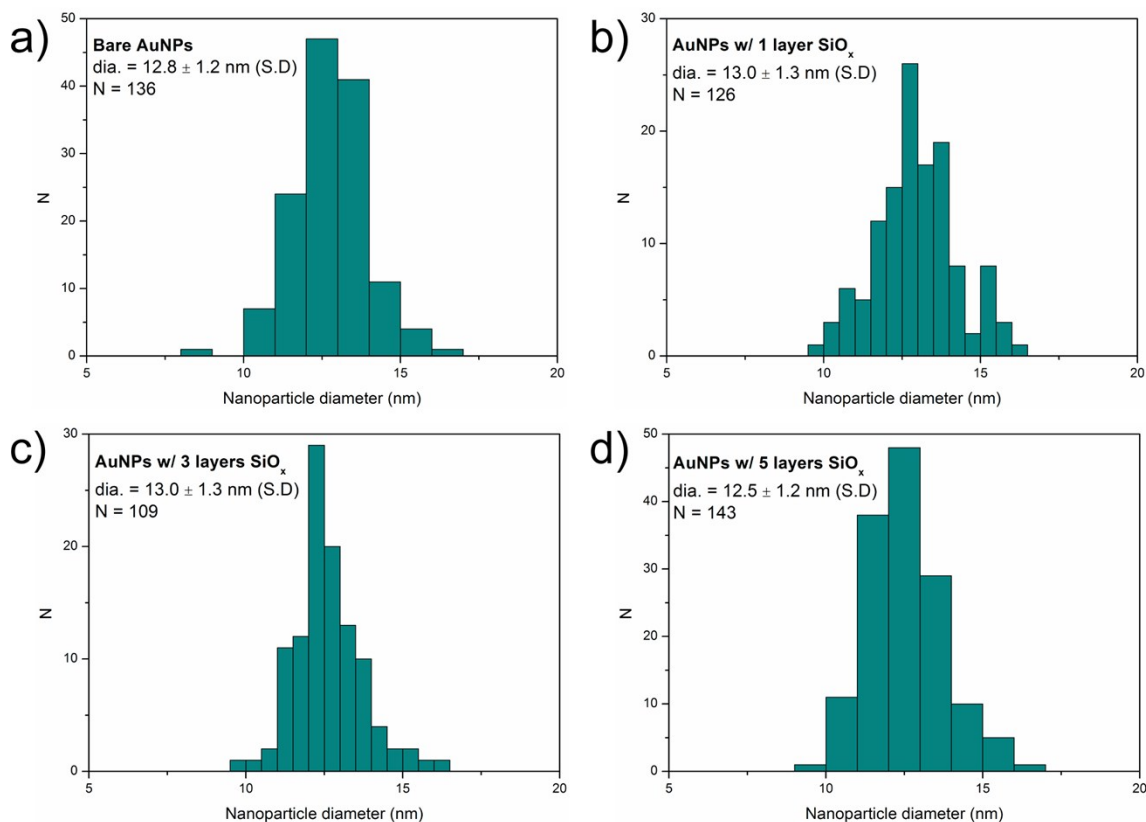 a)
Bare AuNPs
dia. = 12.8 ± 1.2 nm (S.D)
N = 136
50
40
30
20
10
0
N
5
10
15
20
Nanoparticle diameter (nm)
b)
AuNPs w/ 1 layer SiOₓ
dia. = 13.0 ± 1.3 nm (S.D)
N = 126
30
20
10
0
N
5
10
15
20
Nanoparticle diameter (nm)
c)
AuNPs w/ 3 layers SiOₓ
dia. = 13.0 ± 1.3 nm (S.D)
N = 109
30
20
10
0
N
5
10
15
20
Nanoparticle diameter (nm)
d)
AuNPs w/ 5 layers SiOₓ
dia. = 12.5 ± 1.2 nm (S.D)
N = 143
50
40
30
20
10
0
N
5
10
15
20
Nanoparticle diameter (nm)